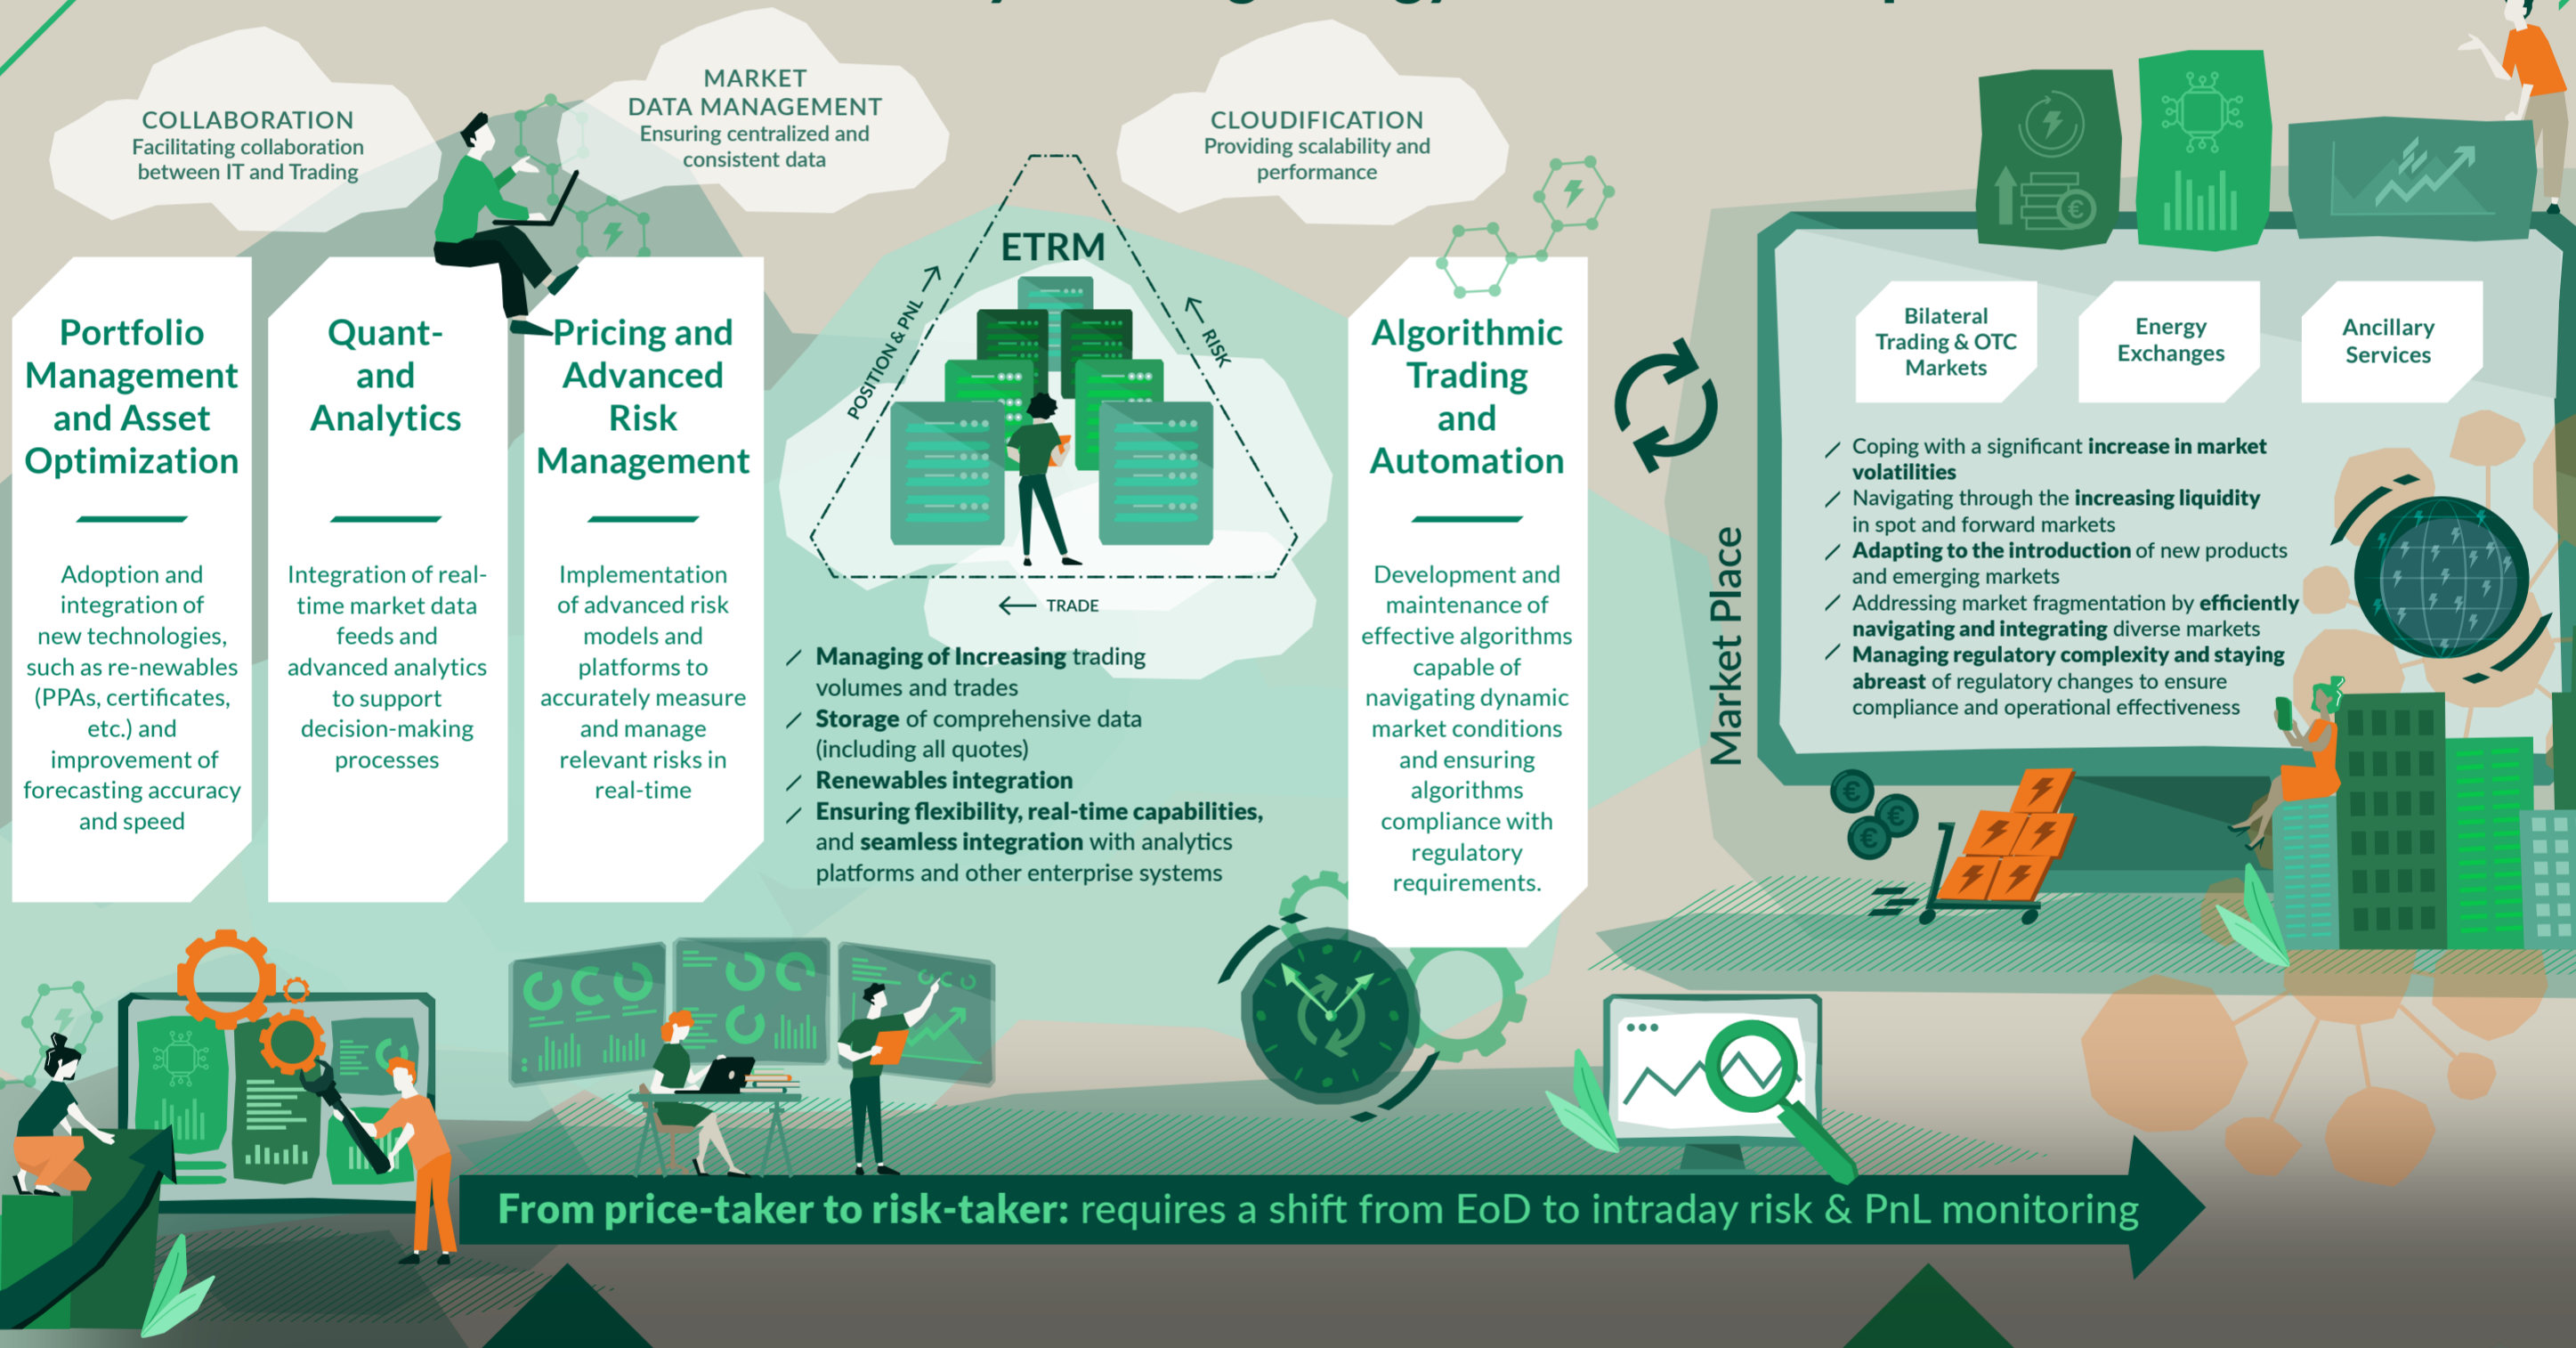 COLLABORATION
Facilitating collaboration
between IT and Trading
MARKET
DATA MANAGEMENT
Ensuring centralized and
consistent data
CLOUDIFICATION
Providing scalability and
performance
Portfolio
Management
and Asset
Optimization
Adoption and
integration of
new technologies,
such as re-newables
(PPAs, certificates,
etc.) and
improvement of
forecasting accuracy
and speed
Quant-
and
Analytics
Integration of real-
time market data
feeds and
advanced analytics
to support
decision-making
processes
Pricing and
Advanced
Risk
Management
Implementation
of advanced risk
models and
platforms to
accurately measure
and manage
relevant risks in
real-time
ETRM
POSITION & PNL
RISK
TRADE
Managing of Increasing trading
volumes and trades
Storage of comprehensive data
(including all quotes)
Renewables integration
Ensuring flexibility, real-time capabilities,
and seamless integration with analytics
platforms and other enterprise systems
Algorithmic
Trading
and
Automation
Development and
maintenance of
effective algorithms
capable of
navigating dynamic
market conditions
and ensuring
algorithms
compliance with
regulatory
requirements.
Market Place
Bilateral
Trading & OTC
Markets
Energy
Exchanges
Ancillary
Services
Coping with a significant increase in market
volatilities
Navigating through the increasing liquidity
in spot and forward markets
Adapting to the introduction of new products
and emerging markets
Addressing market fragmentation by efficiently
navigating and integrating diverse markets
Managing regulatory complexity and staying
abreast of regulatory changes to ensure
compliance and operational effectiveness
From price-taker to risk-taker: requires a shift from EoD to intraday risk & PnL monitoring